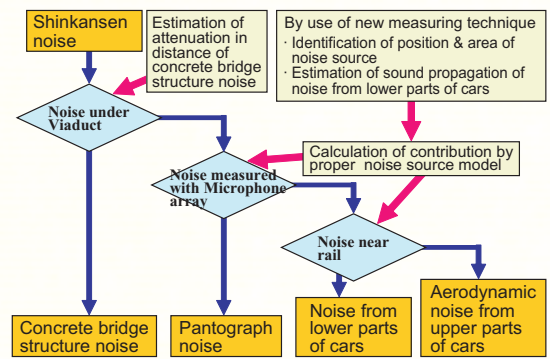 Shinkansen
noise
Estimation of
attenuation in
distance of
concrete bridge
structure noise
By use of new measuring technique
· Identification of position & area of
noise source
· Estimation of sound propagation of
noise from lower parts of cars
Noise under
Viaduct
Calculation of contribution by
proper noise source model
Noise measured
with Microphone
array
Noise near
rail
Concrete bridge
structure noise
Pantograph
noise
Noise from
lower parts
of cars
Aerodynamic
noise from
upper parts
of cars